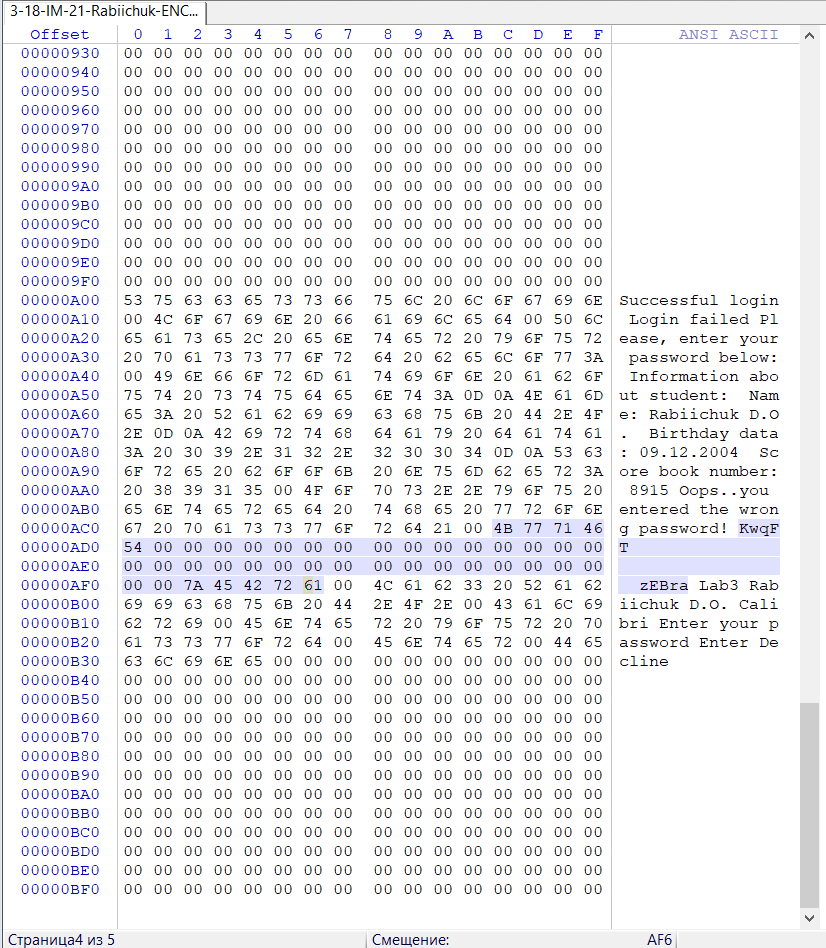 3-18-IM-21-Rabiichuk-ENC...
Offset 0 1 2 3 4 5 6 7 8 9 A B C D E F ANSI ASCII
00000930 00 00 00 00 00 00 00 00 00 00 00 00 00 00 00 00
00000940 00 00 00 00 00 00 00 00 00 00 00 00 00 00 00 00
00000950 00 00 00 00 00 00 00 00 00 00 00 00 00 00 00 00
00000960 00 00 00 00 00 00 00 00 00 00 00 00 00 00 00 00
00000970 00 00 00 00 00 00 00 00 00 00 00 00 00 00 00 00
00000980 00 00 00 00 00 00 00 00 00 00 00 00 00 00 00 00
00000990 00 00 00 00 00 00 00 00 00 00 00 00 00 00 00 00
000009A0 00 00 00 00 00 00 00 00 00 00 00 00 00 00 00 00
000009B0 00 00 00 00 00 00 00 00 00 00 00 00 00 00 00 00
000009C0 00 00 00 00 00 00 00 00 00 00 00 00 00 00 00 00
000009D0 00 00 00 00 00 00 00 00 00 00 00 00 00 00 00 00
000009E0 00 00 00 00 00 00 00 00 00 00 00 00 00 00 00 00
000009F0 00 00 00 00 00 00 00 00 00 00 00 00 00 00 00 00
00000A00 53 75 63 63 65 73 73 66 75 6C 20 6C 6F 67 69 6E Successful login
00000A10 00 4C 6F 67 69 6E 20 66 61 69 6C 65 64 00 50 6C Login failed Pl
00000A20 65 61 73 65 2C 20 65 6E 74 65 72 20 79 6F 75 72 ease, enter your
00000A30 20 70 61 73 73 77 6F 72 64 20 62 65 6C 6F 77 3A password below:
00000A40 00 49 6E 66 6F 72 6D 61 74 69 6F 6E 20 61 62 6F Information abo
00000A50 75 74 20 73 74 75 64 65 6E 74 3A 0D 0A 4E 61 6D ut student: Nam
00000A60 65 3A 20 52 61 62 69 69 63 68 75 6B 20 44 2E 4F e: Rabiichuk D.O
00000A70 2E 0D 0A 42 69 72 74 68 64 61 79 20 64 61 74 61 . Birthday data
00000A80 3A 20 30 39 2E 31 32 2E 32 30 30 34 0D 0A 53 63 : 09.12.2004 Sc
00000A90 6F 72 65 20 62 6F 6F 6B 20 6E 75 6D 62 65 72 3A ore book number:
00000AA0 20 38 39 31 35 00 4F 6F 70 73 2E 2E 79 6F 75 20 8915 Oops..you
00000AB0 65 6E 74 65 72 65 64 20 74 68 65 20 77 72 6F 6E entered the wron
00000AC0 67 20 70 61 73 73 77 6F 72 64 21 00 4B 77 71 46 g password! KwqF
00000AD0 54 00 00 00 00 00 00 00 00 00 00 00 00 00 00 00 T
00000AE0 00 00 00 00 00 00 00 00 00 00 00 00 00 00 00 00
00000AF0 00 00 7A 45 42 72 61 00 4C 61 62 33 20 52 61 62 zEBra Lab3 Rab
00000B00 69 69 63 68 75 6B 20 44 2E 4F 2E 00 43 61 6C 69 iichuk D.O. Cali
00000B10 62 72 69 00 45 6E 74 65 72 20 79 6F 75 72 20 70 bri Enter your p
00000B20 61 73 73 77 6F 72 64 00 45 6E 74 65 72 00 44 65 assword Enter De
00000B30 63 6C 69 6E 65 00 00 00 00 00 00 00 00 00 00 00 cline
00000B40 00 00 00 00 00 00 00 00 00 00 00 00 00 00 00 00
00000B50 00 00 00 00 00 00 00 00 00 00 00 00 00 00 00 00
00000B60 00 00 00 00 00 00 00 00 00 00 00 00 00 00 00 00
00000B70 00 00 00 00 00 00 00 00 00 00 00 00 00 00 00 00
00000B80 00 00 00 00 00 00 00 00 00 00 00 00 00 00 00 00
00000B90 00 00 00 00 00 00 00 00 00 00 00 00 00 00 00 00
00000BA0 00 00 00 00 00 00 00 00 00 00 00 00 00 00 00 00
00000BB0 00 00 00 00 00 00 00 00 00 00 00 00 00 00 00 00
00000BC0 00 00 00 00 00 00 00 00 00 00 00 00 00 00 00 00
00000BD0 00 00 00 00 00 00 00 00 00 00 00 00 00 00 00 00
00000BE0 00 00 00 00 00 00 00 00 00 00 00 00 00 00 00 00
00000BF0 00 00 00 00 00 00 00 00 00 00 00 00 00 00 00 00
Страница4 из 5 Смещение: AF6